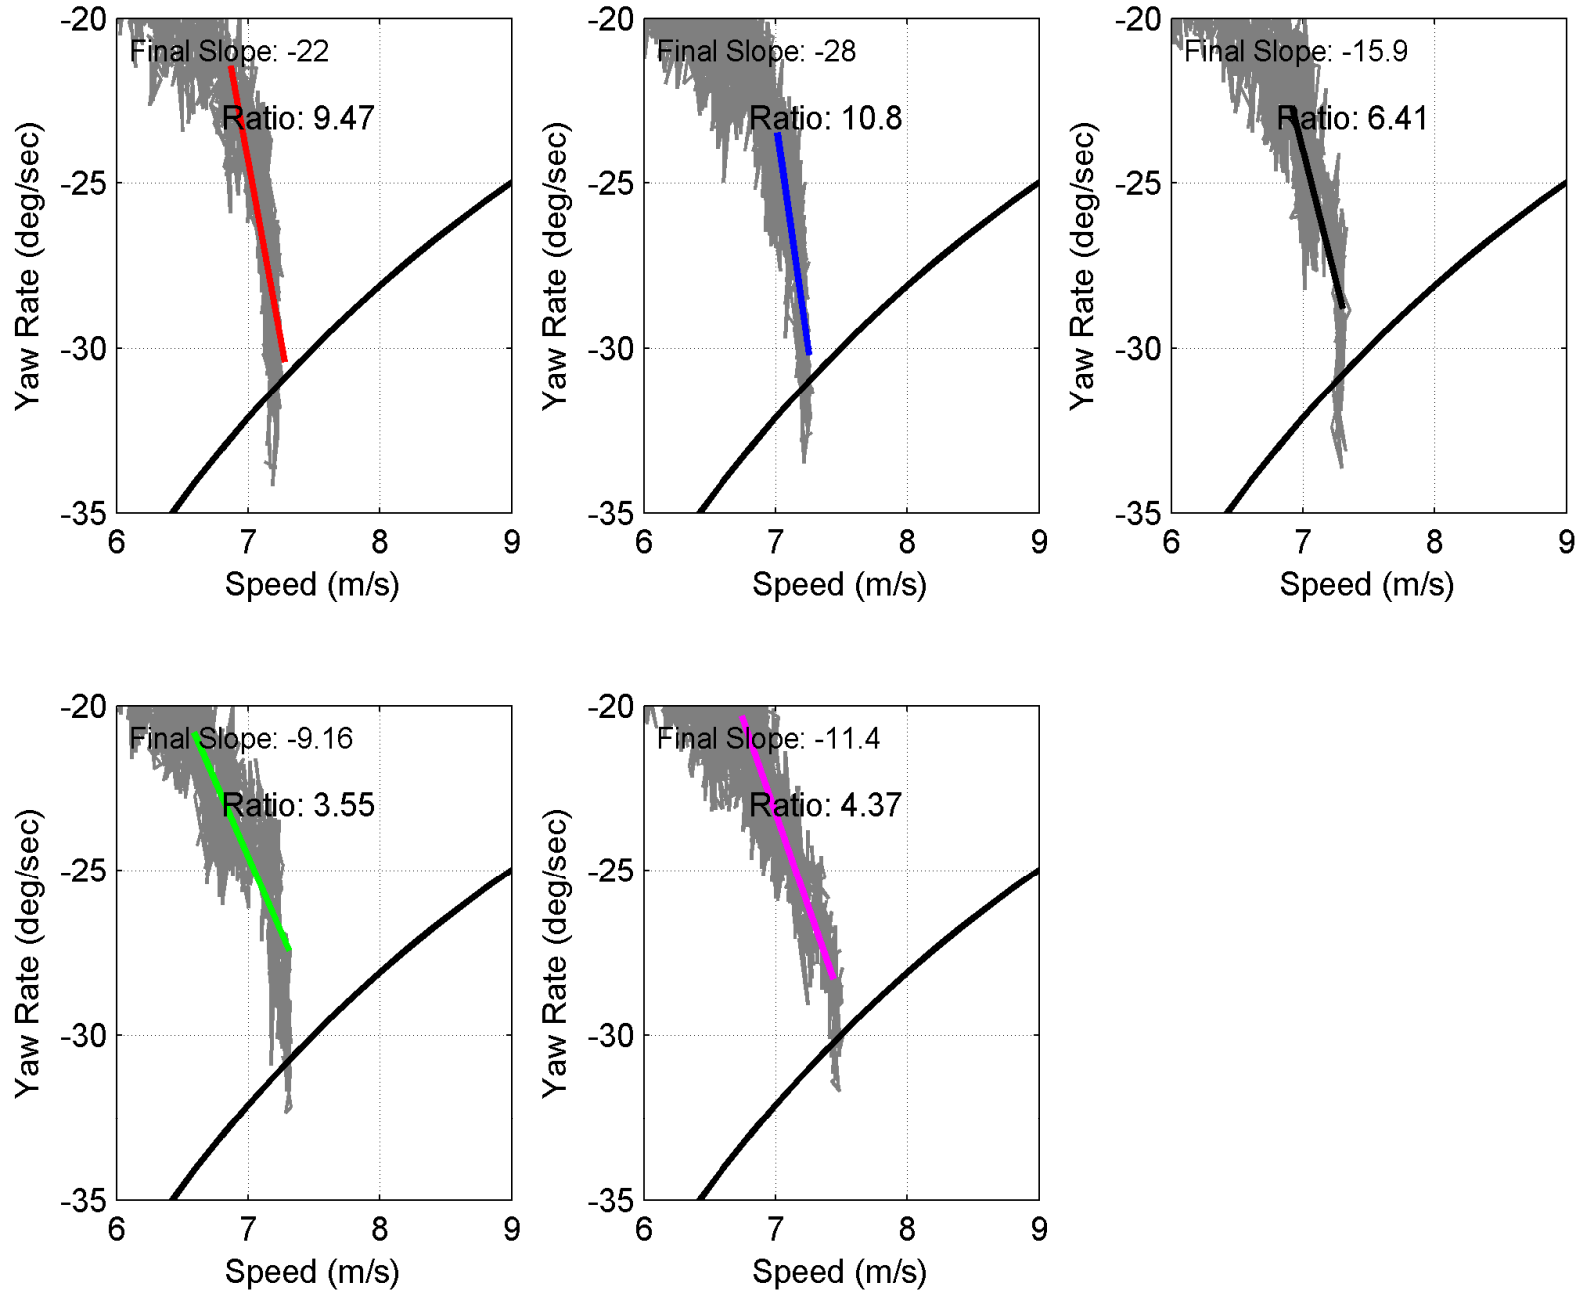 -20
-25
-30
-35
Yaw Rate (deg/sec)
Final Slope: -22
Ratio: 9.47
6 7 8 9
Speed (m/s)
-20
-25
-30
-35
Yaw Rate (deg/sec)
Final Slope: -28
Ratio: 10.8
6 7 8 9
Speed (m/s)
-20
-25
-30
-35
Yaw Rate (deg/sec)
Final Slope: -15.9
Ratio: 6.41
6 7 8 9
Speed (m/s)
-20
-25
-30
-35
Yaw Rate (deg/sec)
Final Slope: -9.16
Ratio: 3.55
6 7 8 9
Speed (m/s)
-20
-25
-30
-35
Yaw Rate (deg/sec)
Final Slope: -11.4
Ratio: 4.37
6 7 8 9
Speed (m/s)